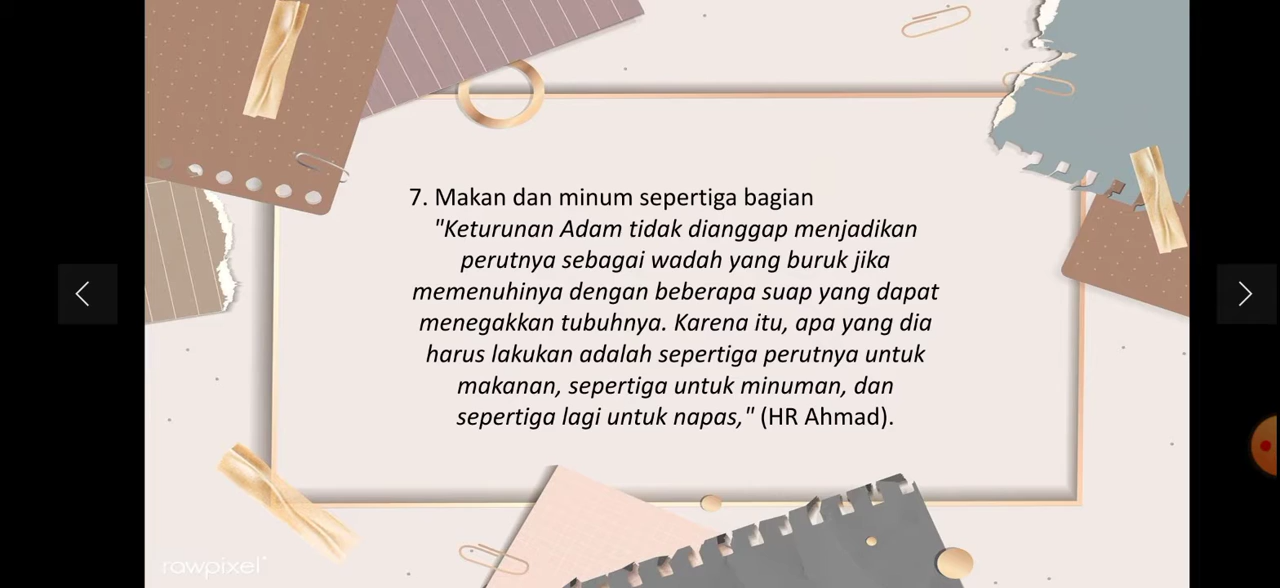 7. Makan dan minum sepertiga bagian
"Keturunan Adam tidak dianggap menjadikan
perutnya sebagai wadah yang buruk jika
memenuhinya dengan beberapa suap yang dapat
menegakkan tubuhnya. Karena itu, apa yang dia
harus lakukan adalah sepertiga perutnya untuk
makanan, sepertiga untuk minuman, dan
sepertiga lagi untuk napas," (HR Ahmad).
rawpixel